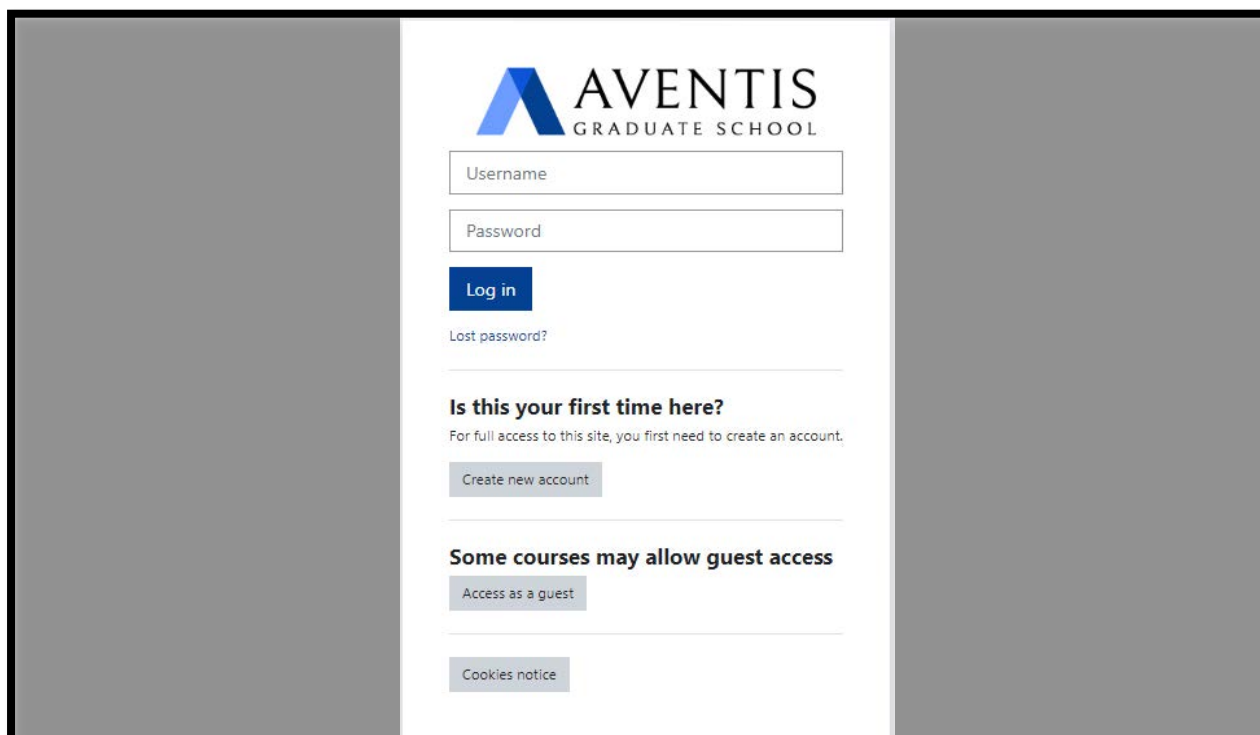 AVENTIS
GRADUATE SCHOOL
Username
Password
Log in
Lost password?
Is this your first time here?
For full access to this site, you first need to create an account.
Create new account
Some courses may allow guest access
Access as a guest
Cookies notice